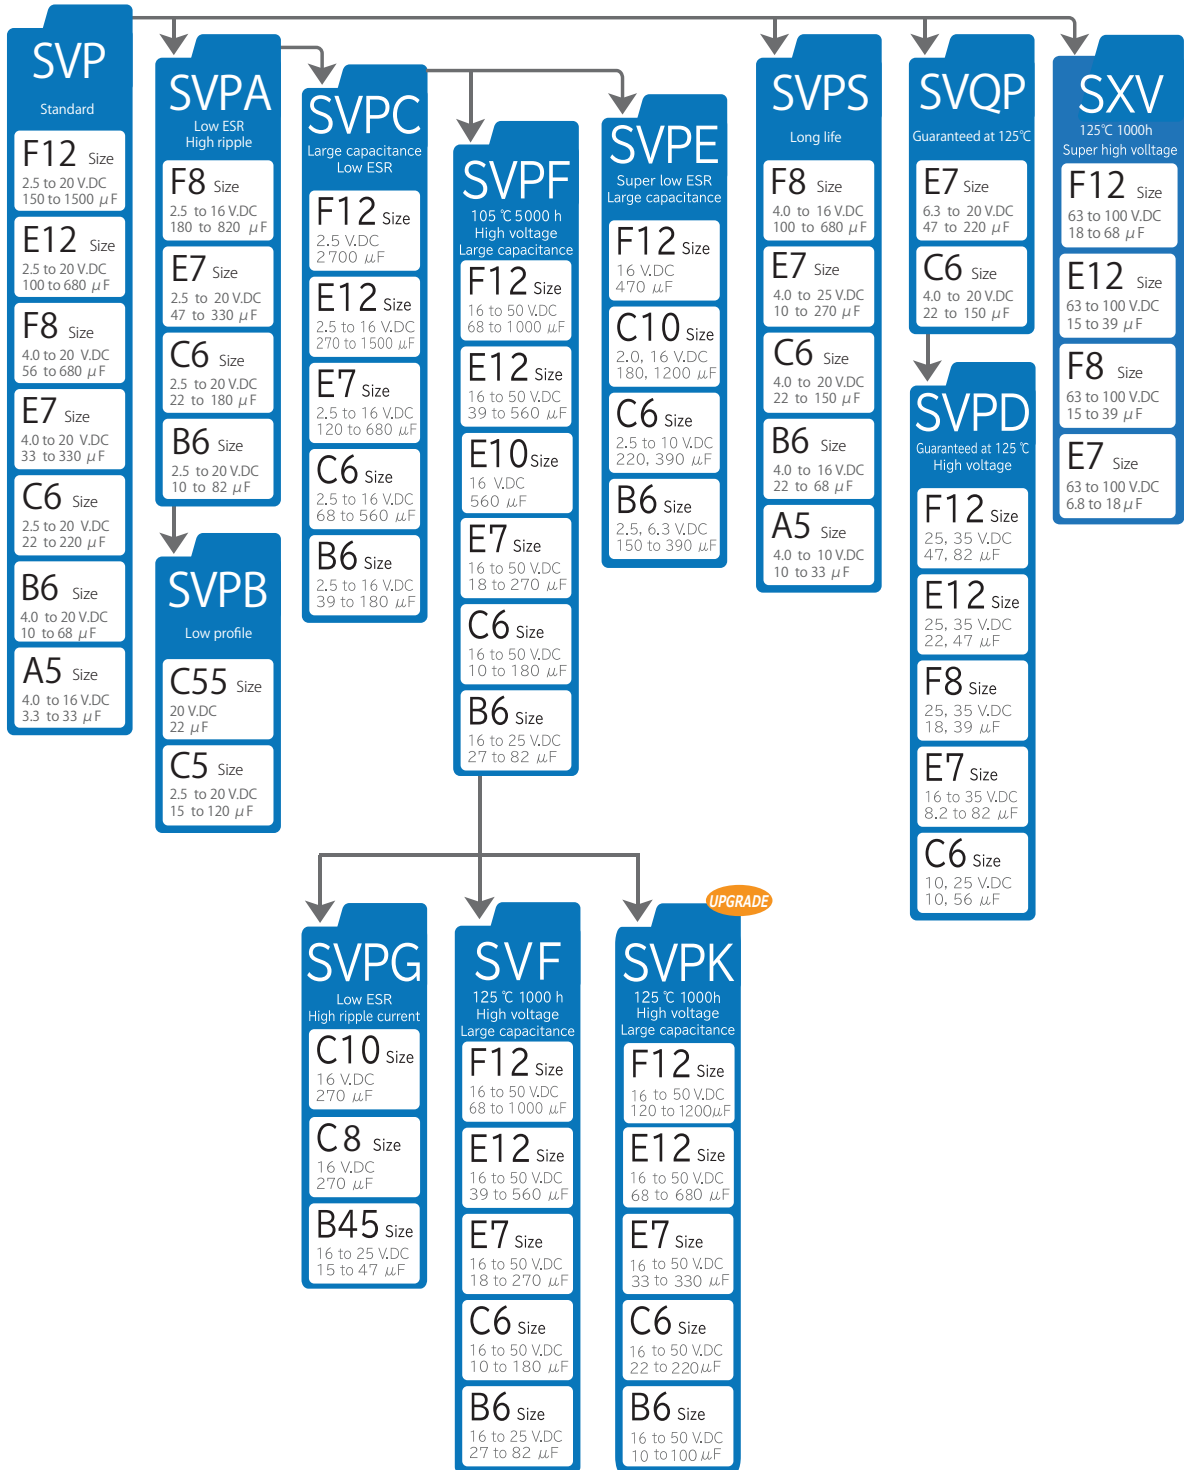 SVP
Standard
F12 Size
2.5 to 20 V.DC
150 to 1500 μF
E12 Size
2.5 to 20 V.DC
100 to 680 μF
F8 Size
4.0 to 20 V.DC
56 to 680 μF
E7 Size
4.0 to 20 V.DC
33 to 330 μF
C6 Size
2.5 to 20 V.DC
22 to 220 μF
B6 Size
4.0 to 20 V.DC
10 to 68 μF
A5 Size
4.0 to 16 V.DC
3.3 to 33 μF
SVPA
Low ESR
High ripple
F8 Size
2.5 to 16 V.DC
180 to 820 μF
E7 Size
2.5 to 20 V.DC
47 to 330 μF
C6 Size
2.5 to 20 V.DC
22 to 180 μF
B6 Size
2.5 to 20 V.DC
10 to 82 μF
SVPB
Low profile
C55 Size
20 V.DC
22 μF
C5 Size
2.5 to 20 V.DC
15 to 120 μF
SVPC
Large capacitance
Low ESR
F12 Size
2.5 V.DC
2700 μF
E12 Size
2.5 to 16 V.DC
270 to 1500 μF
E7 Size
2.5 to 16 V.DC
120 to 680 μF
C6 Size
2.5 to 16 V.DC
68 to 560 μF
B6 Size
2.5 to 16 V.DC
39 to 180 μF
SVPF
105 ℃ 5000 h
High voltage
Large capacitance
F12 Size
16 to 50 V.DC
68 to 1000 μF
E12 Size
16 to 50 V.DC
39 to 560 μF
E10 Size
16 V.DC
560 μF
E7 Size
16 to 50 V.DC
18 to 270 μF
C6 Size
16 to 50 V.DC
10 to 180 μF
B6 Size
16 to 25 V.DC
27 to 82 μF
SVPE
Super low ESR
Large capacitance
F12 Size
16 V.DC
470 μF
C10 Size
2.0, 16 V.DC
180, 1200 μF
C6 Size
2.5 to 10 V.DC
220, 390 μF
B6 Size
2.5, 6.3 V.DC
150 to 390 μF
SVPS
Long life
F8 Size
4.0 to 16 V.DC
100 to 680 μF
E7 Size
4.0 to 25 V.DC
10 to 270 μF
C6 Size
4.0 to 20 V.DC
22 to 150 μF
B6 Size
4.0 to 16 V.DC
22 to 68 μF
A5 Size
4.0 to 10 V.DC
10 to 33 μF
SVQP
Guaranteed at 125℃
E7 Size
6.3 to 20 V.DC
47 to 220 μF
C6 Size
4.0 to 20 V.DC
22 to 150 μF
SVPD
Guaranteed at 125 ℃
High voltage
F12 Size
25, 35 V.DC
47, 82 μF
E12 Size
25, 35 V.DC
22, 47 μF
F8 Size
25, 35 V.DC
18, 39 μF
E7 Size
16 to 35 V.DC
8.2 to 82 μF
C6 Size
10, 25 V.DC
10, 56 μF
SXV
125℃ 1000h
Super high volltage
F12 Size
63 to 100 V.DC
18 to 68 μF
E12 Size
63 to 100 V.DC
15 to 39 μF
F8 Size
63 to 100 V.DC
15 to 39 μF
E7 Size
63 to 100 V.DC
6.8 to 18 μF
SVPG
Low ESR
High ripple current
C10 Size
16 V.DC
270 μF
C8 Size
16 V.DC
270 μF
B45 Size
16 to 25 V.DC
15 to 47 μF
SVF
125 ℃ 1000 h
High voltage
Large capacitance
F12 Size
16 to 50 V.DC
68 to 1000 μF
E12 Size
16 to 50 V.DC
39 to 560 μF
E7 Size
16 to 50 V.DC
18 to 270 μF
C6 Size
16 to 50 V.DC
10 to 180 μF
B6 Size
16 to 25 V.DC
27 to 82 μF
UPGRADE
SVPK
125 ℃ 1000h
High voltage
Large capacitance
F12 Size
16 to 50 V.DC
120 to 1200μF
E12 Size
16 to 50 V.DC
68 to 680 μF
E7 Size
16 to 50 V.DC
33 to 330 μF
C6 Size
16 to 50 V.DC
22 to 220μF
B6 Size
16 to 50 V.DC
10 to 100 μF